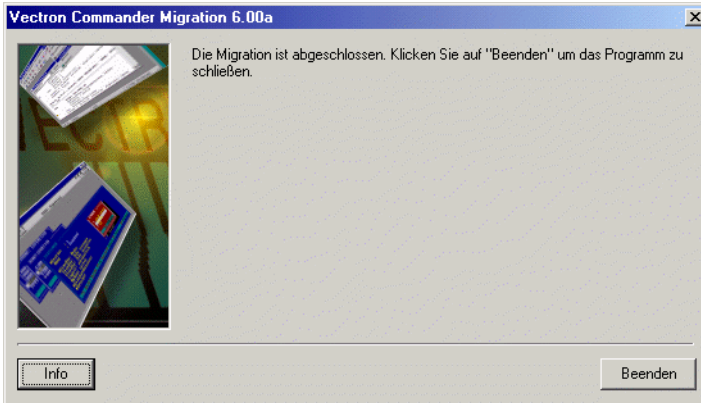 Vectron Commander Migration 6.00a
Die Migration ist abgeschlossen. Klicken Sie auf "Beenden" um das Programm zu
schließen.
Info
Beenden